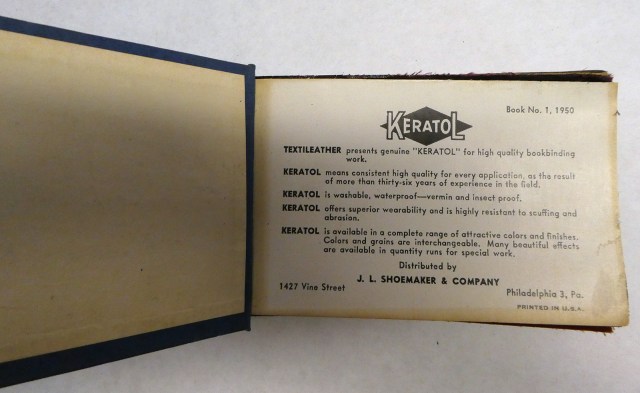 Book No. 1, 1950
KERATOL
TEXTILEATHER presents genuine "KERATOL" for high quality bookbinding
work.
KERATOL means consistent high quality for every application, as the result
of more than thirty-six years of experience in the field.
KERATOL is washable, waterproof—vermin and insect proof.
KERATOL offers superior wearability and is highly resistant to scuffing and
abrasion.
KERATOL is available in a complete range of attractive colors and finishes.
Colors and grains are interchangeable. Many beautiful effects
are available in quantity runs for special work.
Distributed by
J. L. SHOEMAKER & COMPANY
1427 Vine Street Philadelphia 3, Pa.
PRINTED IN U.S.A.